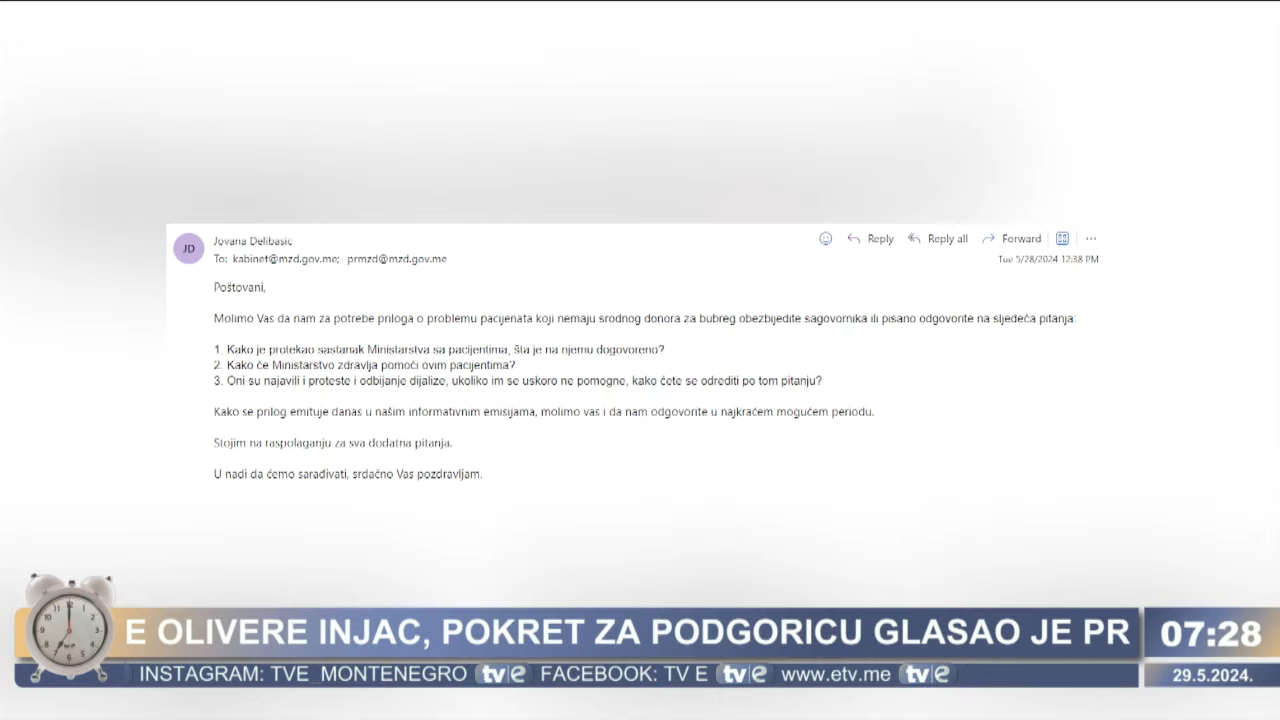 JD
Jovana Delibasic
To: kabinet@mzd.gov.me; prmzd@mzd.gov.me
Reply
Reply all
Forward
Tue 5/28/2024 12:38 PM
Poštovani,
Molimo Vas da nam za potrebe priloga o problemu pacijenata koji nemaju srodnog donora za bubreg obezbijedite sagovornika ili pisano odgovorite na sljedeća pitanja:
1. Kako je protekao sastanak Ministarstva sa pacijentima, šta je na njemu dogovoreno?
2. Kako će Ministarstvo zdravlja pomoći ovim pacijentima?
3. Oni su najavili i proteste i odbijanje dijalize, ukoliko im se uskoro ne pomogne, kako ćete se odrediti po tom pitanju?
Kako se prilog emituje danas u našim informativnim emisijama, molimo vas i da nam odgovorite u najkraćem mogućem periodu.
Stojim na raspolaganju za sva dodatna pitanja.
U nadi da ćemo sarađivati, srdačno Vas pozdravljam.
E OLIVERE INJAC, POKRET ZA PODGORICU GLASAO JE PR
07:28
INSTAGRAM: TVE_MONTENEGRO tve FACEBOOK: TV E tve www.etv.me tve
29.5.2024.